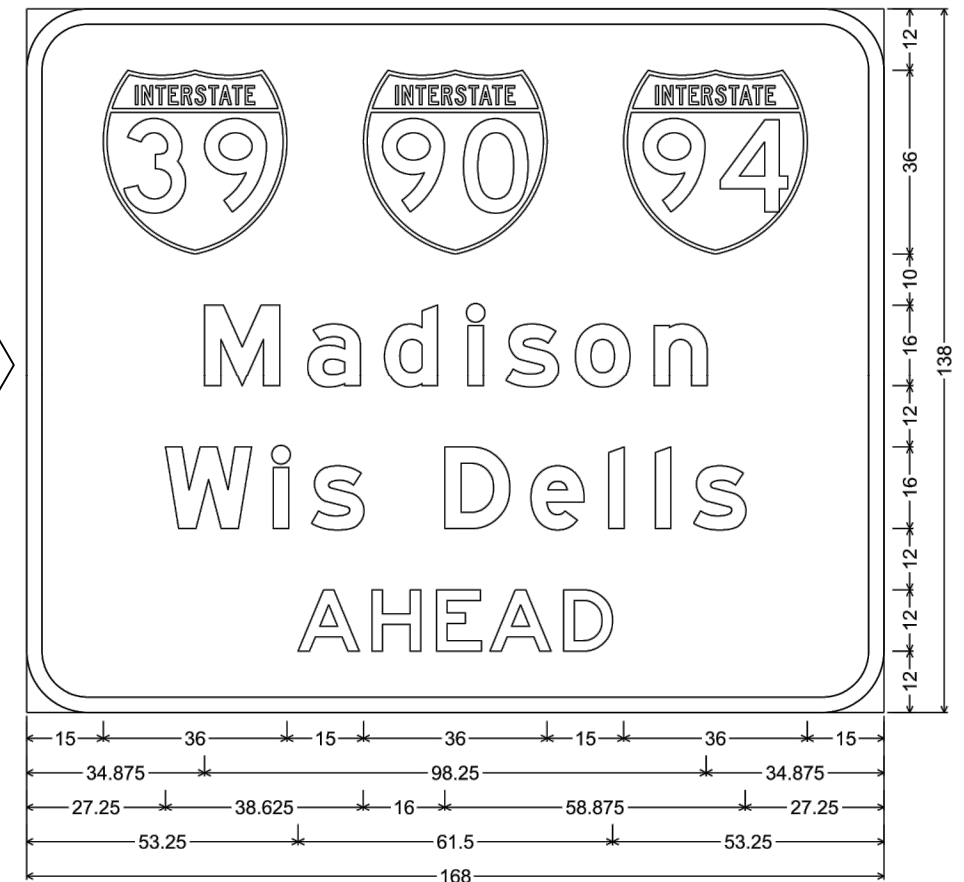 INTERSTATE INTERSTATE INTERSTATE
39 90 94
Madison
Wis Dells
AHEAD
12
36
10
16
12
16
12
12
12
138
15 36 15 36 15 36 15
34.875 98.25 34.875
27.25 38.625 16 58.875 27.25
53.25 61.5 53.25
168